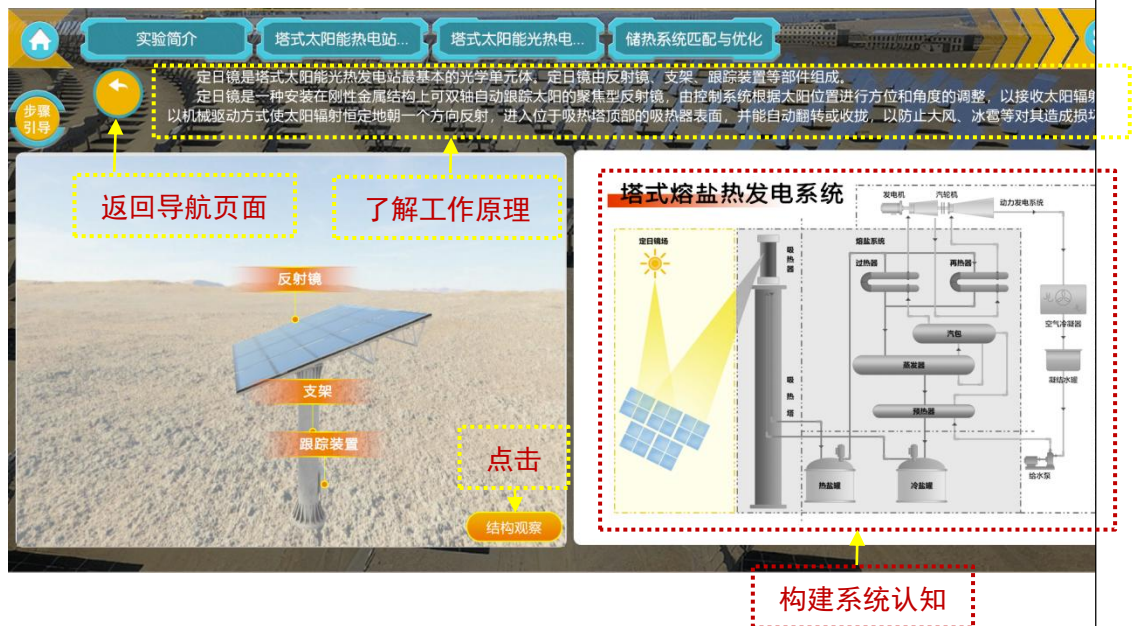 实验简介
塔式太阳能热电站...
塔式太阳能光热电...
储热系统匹配与优化
步骤
引导
定日镜是塔式太阳能光热发电站最基本的光学单元体。定日镜由反射镜、支架、跟踪装置等部件组成。
定日镜是一种安装在刚性金属结构上可双轴自动跟踪太阳的聚焦型反射镜，由控制系统根据太阳位置进行方位和角度的调整，以接收太阳辐射
以机械驱动方式使太阳辐射恒定地朝一个方向反射，进入位于吸热塔顶部的吸热器表面，并能自动翻转或收拢，以防止大风、冰雹等对其造成损
返回导航页面
了解工作原理
反射镜
支架
跟踪装置
点击
结构观察
塔式熔盐热发电系统
发电机
汽轮机
动力发电系统
定日镜场
吸热器
熔盐系统
过热器
再热器
空气冷凝器
汽包
蒸发器
凝结水罐
吸热塔
预热器
热盐罐
冷盐罐
给水泵
构建系统认知